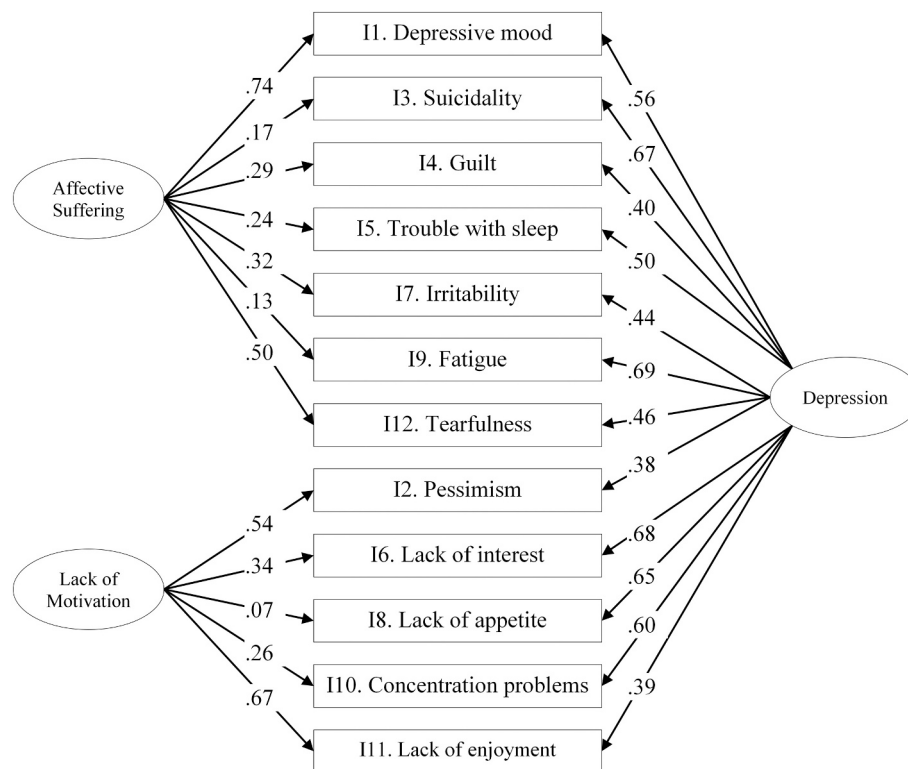 I1. Depressive mood
.74
.56
I3. Suicidality
.17
.67
I4. Guilt
.29
.40
Affective
Suffering
I5. Trouble with sleep
.24
.50
.32
I7. Irritability
.13
.44
.50
I9. Fatigue
.69
Depression
I12. Tearfulness
.46
.38
I2. Pessimism
.54
.68
I6. Lack of interest
.34
.65
Lack of
Motivation
.07
I8. Lack of appetite
.60
.26
I10. Concentration problems
.39
.67
I11. Lack of enjoyment